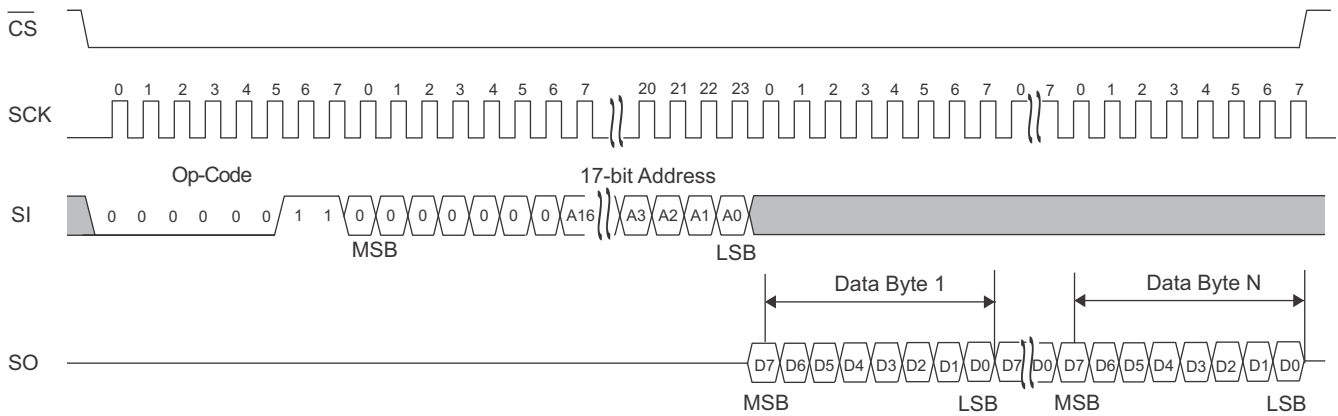 CS
0 1 2 3 4 5 6 7 0 1 2 3 4 5 6 7 20 21 22 23 0 1 2 3 4 5 6 7 0 7 0 1 2 3 4 5 6 7
SCK
Op-Code 17-bit Address
SI 0 0 0 0 0 0 1 1 0 0 0 0 0 0 0 A16 A3 A2 A1 A0
MSB LSB
Data Byte 1 Data Byte N
SO D7 D6 D5 D4 D3 D2 D1 D0 D7 D0 D7 D6 D5 D4 D3 D2 D1 D0
MSB LSB MSB LSB